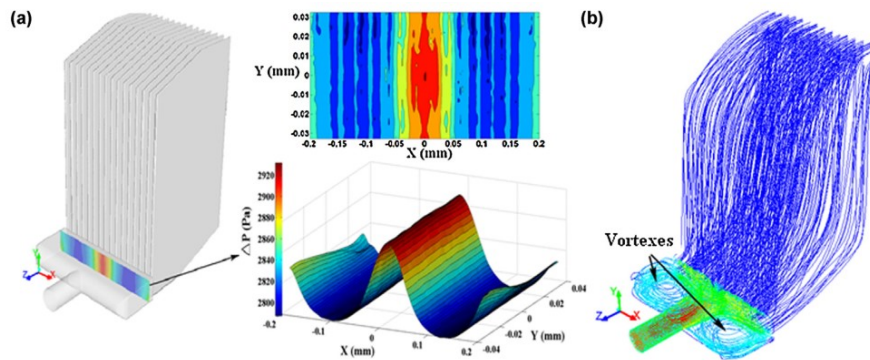 (a)
Y (mm)
0.03
0.02
0.01
0
-0.01
-0.02
-0.03
-0.2 -0.15 -0.1 -0.05 0 0.05 0.1 0.15 0.2
X (mm)
△P (Pa)
2920
2900
2880
2860
2840
2820
2800
-0.2 -0.1 0 0.1 0.2
X (mm)
-0.04 -0.02 0 0.02 0.04
Y (mm)
Y
Z X
(b)
Vortexes
Y
Z X